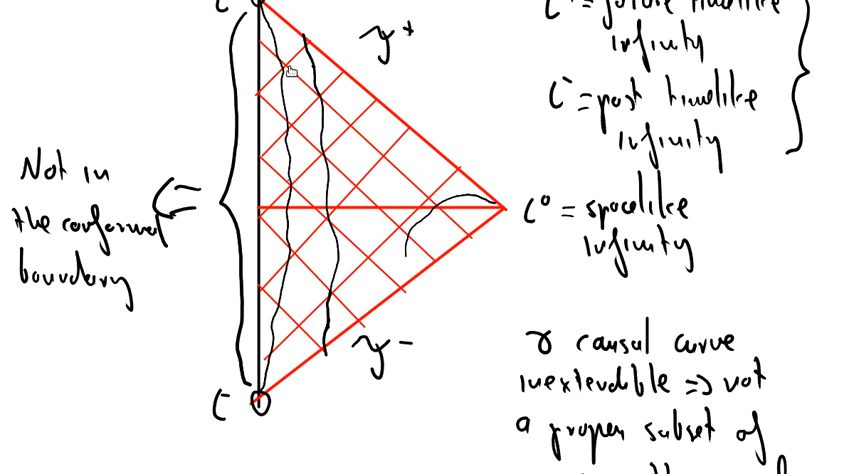 y+
= future timelike
infinity
i- = past timelike
infinity
Not in
the conformal
boundary
i⁰ = spacelike
infinity
i-
y-
γ causal curve
inextendible => not
a proper subset of